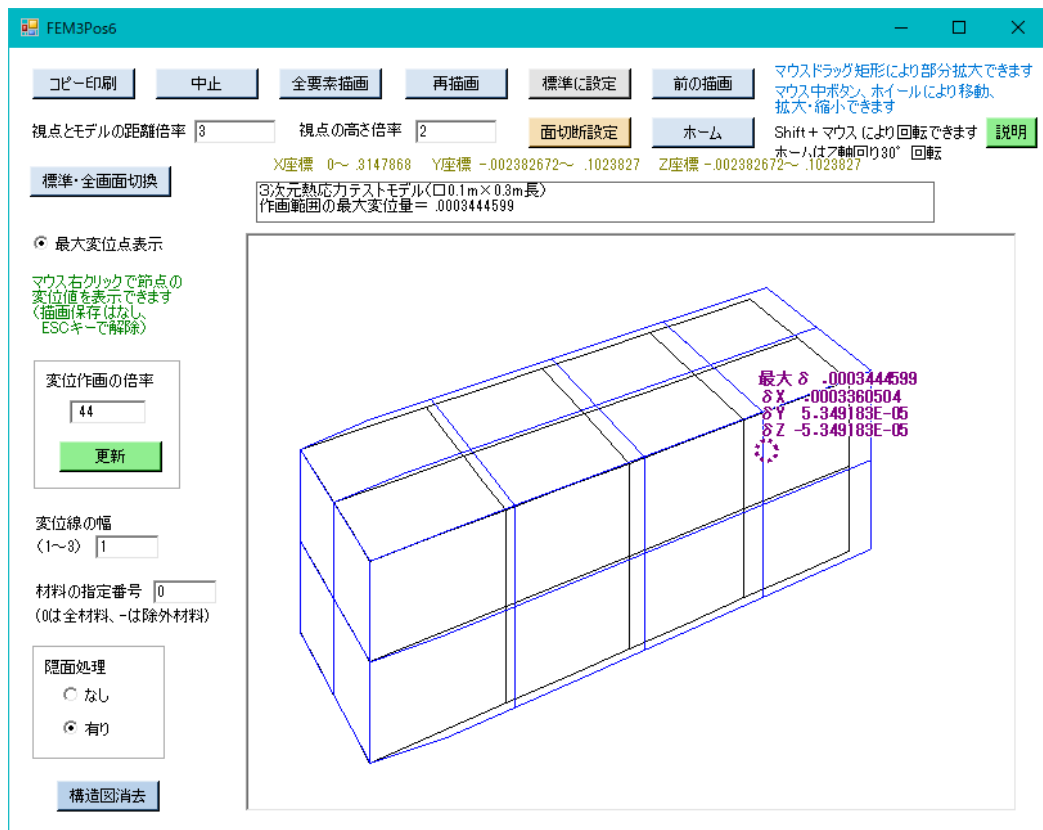 FEM3Pos6
コピー印刷
中止
全要素描画
再描画
標準に設定
前の描画
マウスドラッグ矩形により部分拡大できます
マウス中ボタン、ホイールにより移動、
拡大・縮小できます
視点とモデルの距離倍率 3
視点の高さ倍率 2
面切断設定
ホーム
Shift+マウスにより回転できます
ホームはZ軸回り30° 回転
説明
標準・全画面切換
X座標 0～ .3147868 Y座標 -.002382672～ .1023827 Z座標 -.002382672～ .1023827
3次元熱応力テストモデル(口0.1m×0.3m長)
作画範囲の最大変位量＝ .0003444599
最大変位点表示
マウス右クリックで節点の
変位値を表示できます
(描画保存はなし、
ESCキーで解除)
変位作画の倍率
44
更新
変位線の幅
(1～3) 1
材料の指定番号 0
(0は全材料、-は除外材料)
隠面処理
なし
有り
構造図消去
最大δ .0003444599
δX .0003360504
δY 5.349183E-05
δZ -5.349183E-05